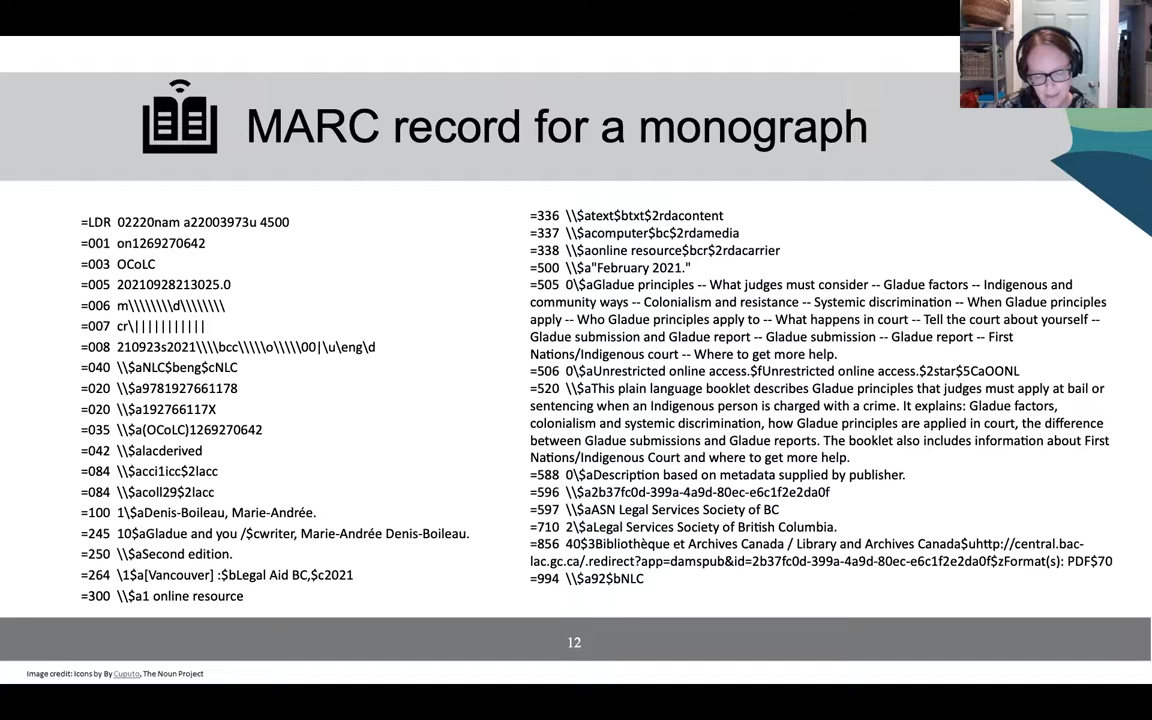 MARC record for a monograph
=LDR 02220nam a22003973u 4500
=001 on1269270642
=003 OCoLC
=005 20210928213025.0
=006 m\\\\\\\\d\\\\\\\\
=007 cr\|||||||||||
=008 210923s2021\\\\bcc\\\\\o\\\\\00|\u\eng\d
=040 \\$aNLC$beng$cNLC
=020 \\$a9781927661178
=020 \\$a192766117X
=035 \\$a(OCoLC)1269270642
=042 \\$alacderived
=084 \\$acci1icc$2lacc
=084 \\$acoll29$2lacc
=100 1\$aDenis-Boileau, Marie-Andrée.
=245 10$aGladue and you /$cwriter, Marie-Andrée Denis-Boileau.
=250 \\$aSecond edition.
=264 \1$a[Vancouver] :$bLegal Aid BC,$c2021
=300 \\$a1 online resource
=336 \\$atext$btxt$2rdacontent
=337 \\$acomputer$bc$2rdamedia
=338 \\$aonline resource$bcr$2rdacarrier
=500 \\$a"February 2021."
=505 0\$aGladue principles -- What judges must consider -- Gladue factors -- Indigenous and
community ways -- Colonialism and resistance -- Systemic discrimination -- When Gladue principles
apply -- Who Gladue principles apply to -- What happens in court -- Tell the court about yourself --
Gladue submission and Gladue report -- Gladue submission -- Gladue report -- First
Nations/Indigenous court -- Where to get more help.
=506 0\$aUnrestricted online access.$fUnrestricted online access.$2star$5CaOONL
=520 \\$aThis plain language booklet describes Gladue principles that judges must apply at bail or
sentencing when an Indigenous person is charged with a crime. It explains: Gladue factors,
colonialism and systemic discrimination, how Gladue principles are applied in court, the difference
between Gladue submissions and Gladue reports. The booklet also includes information about First
Nations/Indigenous Court and where to get more help.
=588 0\$aDescription based on metadata supplied by publisher.
=596 \\$a2b37fc0d-399a-4a9d-80ec-e6c1f2e2da0f
=597 \\$aASN Legal Services Society of BC
=710 2\$aLegal Services Society of British Columbia.
=856 40$3Bibliothèque et Archives Canada / Library and Archives Canada$uhttp://central.bac-
lac.gc.ca/.redirect?app=damspub&id=2b37fc0d-399a-4a9d-80ec-e6c1f2e2da0f$zFormat(s): PDF$70
=994 \\$a92$bNLC
12
Image credit: Icons by By Cuputo, The Noun Project